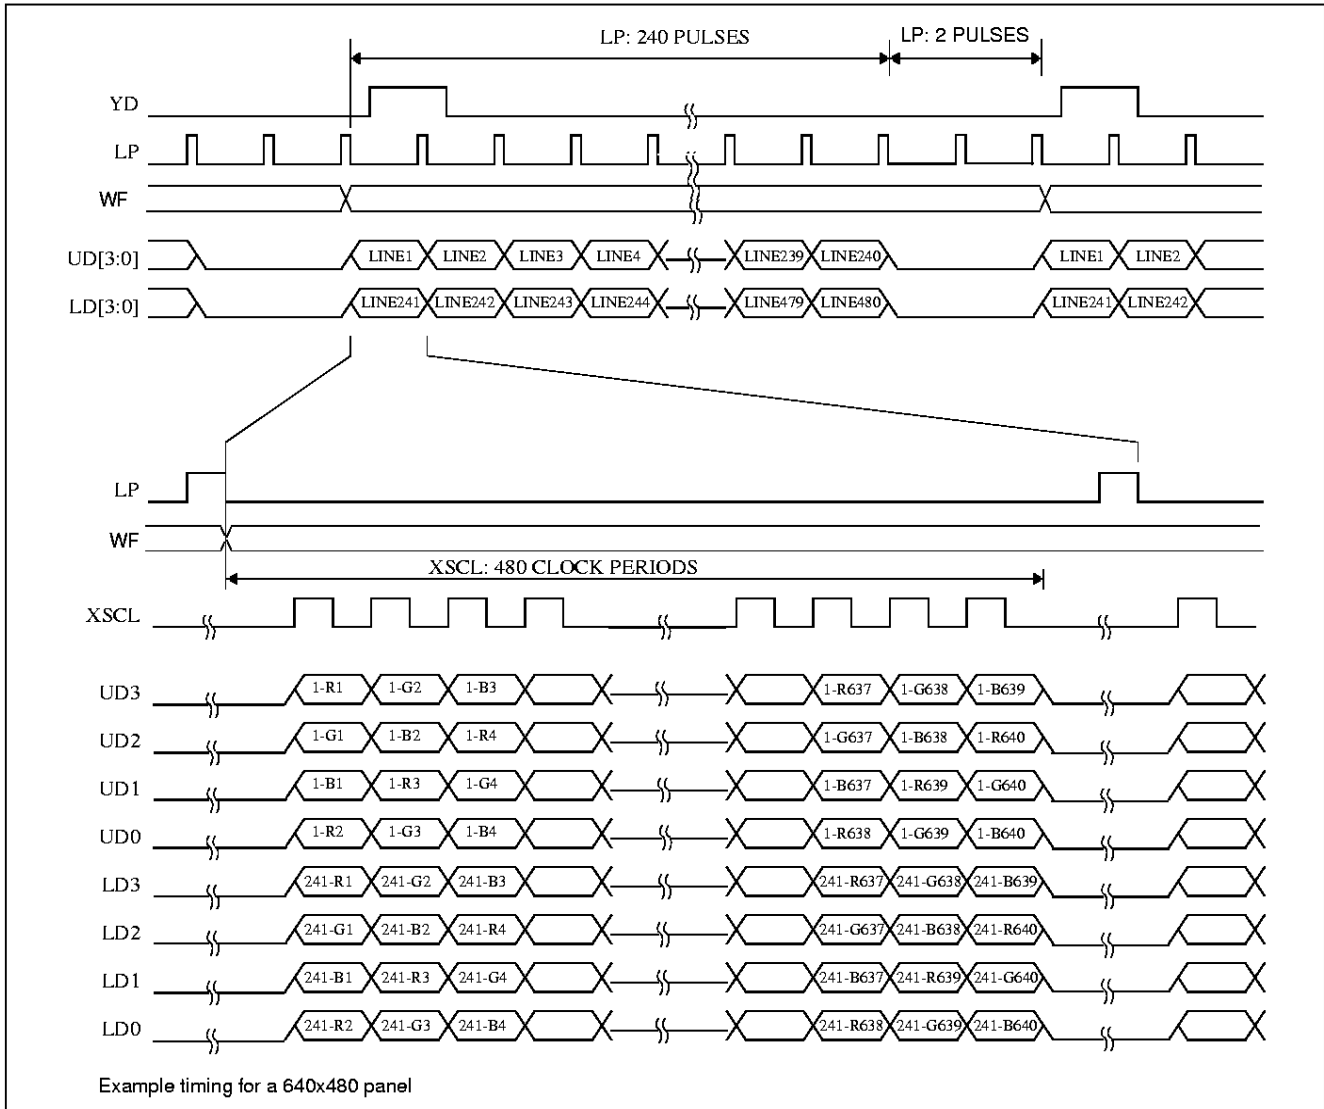 LP: 240 PULSES LP: 2 PULSES
YD
LP
WF
UD[3:0] LINE1 LINE2 LINE3 LINE4 LINE239 LINE240 LINE1 LINE2
LD[3:0] LINE241 LINE242 LINE243 LINE244 LINE479 LINE480 LINE241 LINE242
LP
WF
XSCL: 480 CLOCK PERIODS
XSCL
UD3 1-R1 1-G2 1-B3 1-R637 1-G638 1-B639
UD2 1-G1 1-B2 1-R4 1-G637 1-B638 1-R640
UD1 1-B1 1-R3 1-G4 1-B637 1-R639 1-G640
UD0 1-R2 1-G3 1-B4 1-R638 1-G639 1-B640
LD3 241-R1 241-G2 241-B3 241-R637 241-G638 241-B639
LD2 241-G1 241-B2 241-R4 241-G637 241-B638 241-R640
LD1 241-B1 241-R3 241-G4 241-B637 241-R639 241-G640
LD0 241-R2 241-G3 241-B4 241-R638 241-G639 241-B640
Example timing for a 640x480 panel